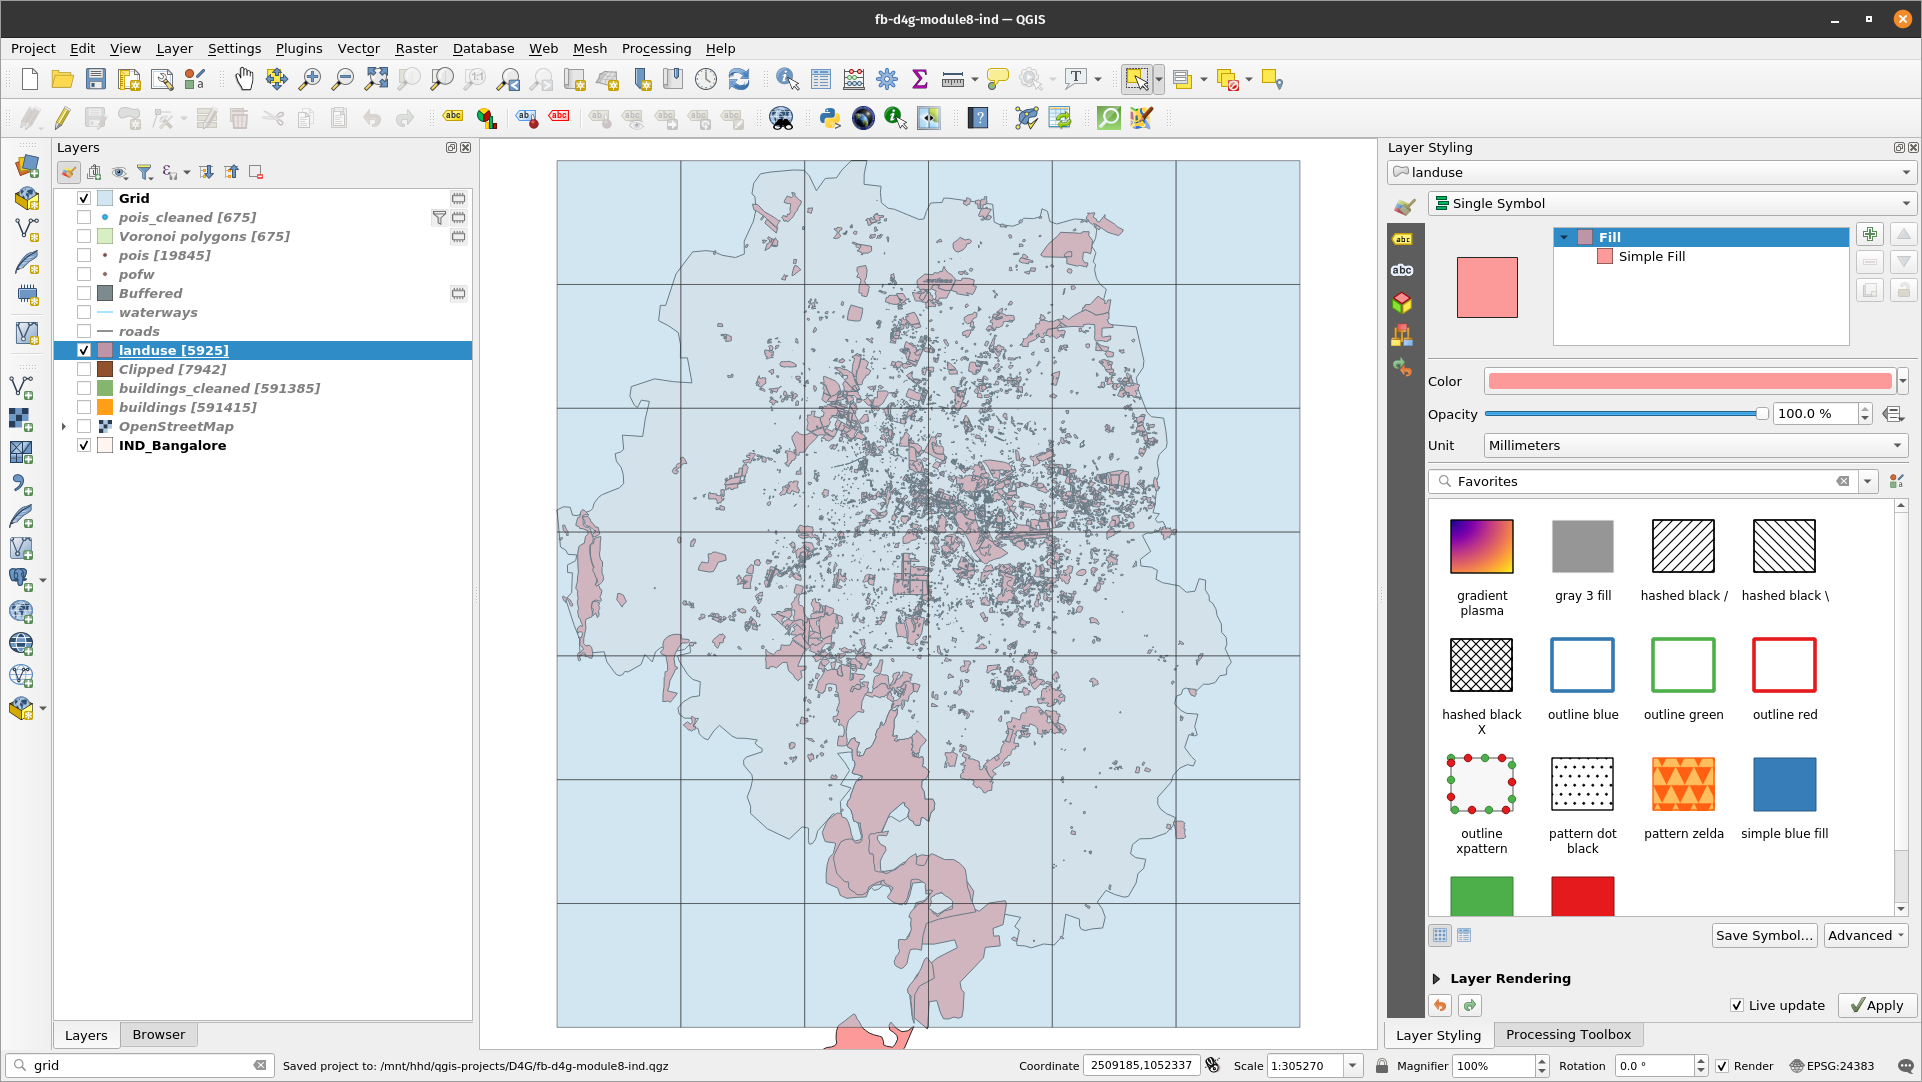 fb-d4g-module8-ind — QGIS
Project Edit View Layer Settings Plugins Vector Raster Database Web Mesh Processing Help
Layers
Grid
pois_cleaned [675]
Voronoi polygons [675]
pois [19845]
pofw
Buffered
waterways
roads
landuse [5925]
Clipped [7942]
buildings_cleaned [591385]
buildings [591415]
OpenStreetMap
IND_Bangalore
Layers Browser
Layer Styling
landuse
Single Symbol
Fill
Simple Fill
Color
Opacity 100.0 %
Unit Millimeters
Favorites
gradient plasma
gray 3 fill
hashed black /
hashed black \
hashed black X
outline blue
outline green
outline red
outline xpattern
pattern dot black
pattern zelda
simple blue fill
Save Symbol... Advanced
Layer Rendering
Live update Apply
Layer Styling Processing Toolbox
grid Saved project to: /mnt/hhd/qgis-projects/D4G/fb-d4g-module8-ind.qgz Coordinate 2509185,1052337 Scale 1:305270 Magnifier 100% Rotation 0.0 ° Render EPSG:24383